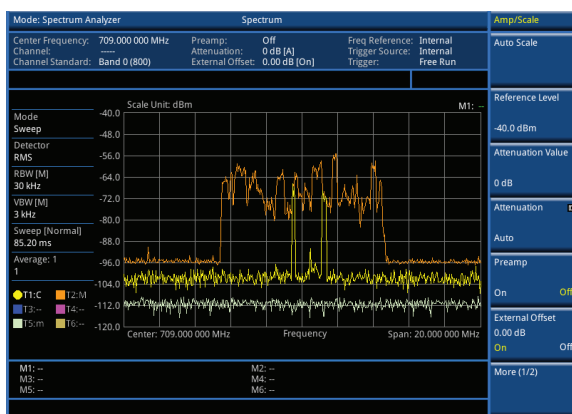 Mode: Spectrum Analyzer Spectrum Amp/Scale
Center Frequency: 709.000 000 MHz Preamp: Off Freq Reference: Internal
Channel: ----- Attenuation: 0 dB [A] Trigger Source: Internal
Channel Standard: Band 0 (800) External Offset: 0.00 dB [On] Trigger: Free Run
Auto Scale
Scale Unit: dBm M1: --
Mode
Sweep
Detector
RMS
RBW [M]
30 kHz
VBW [M]
3 kHz
Sweep [Normal]
85.20 ms
Average: 1
1
T1:C T2:M
T3:-- T4:--
T5:m T6:--
-40.0
-48.0
-56.0
-64.0
-72.0
-80.0
-88.0
-96.0
-104.0
-112.0
-120.0
Center: 709.000 000 MHz Frequency Span: 20.000 000 MHz
M1: -- M2: --
M3: -- M4: --
M5: -- M6: --
Reference Level
-40.0 dBm
Attenuation Value
0 dB
Attenuation
Auto
Preamp
On Off
External Offset
0.00 dB
On Off
More (1/2)